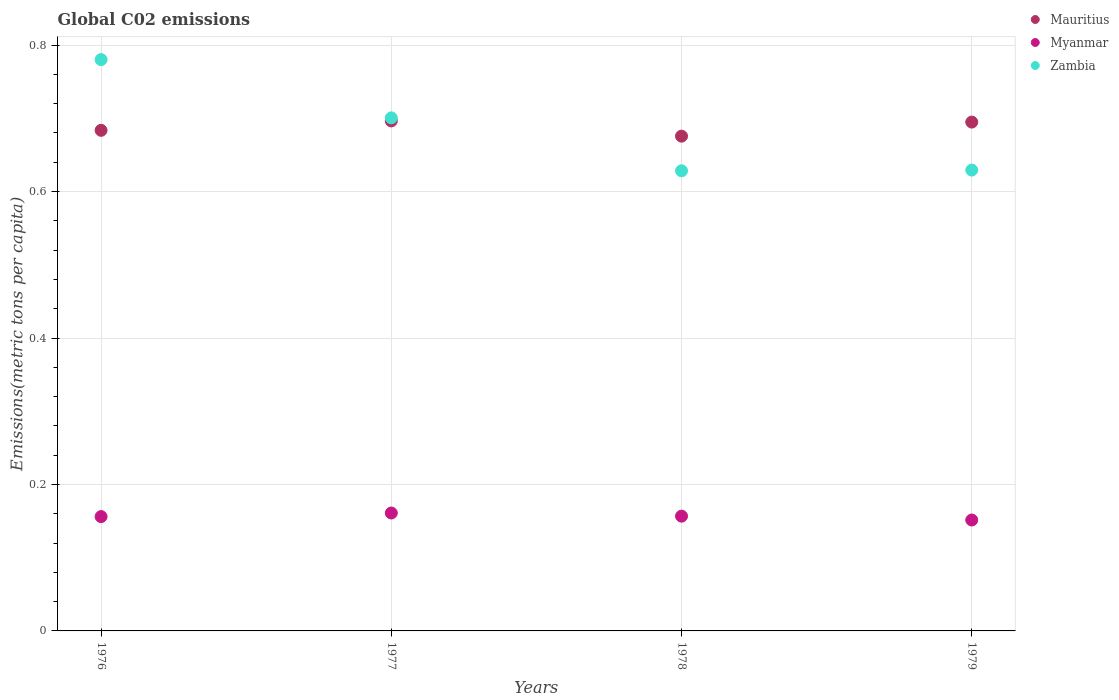 Global C02 emissions
Mauritius
Myanmar
Zambia
Emissions(metric tons per capita)
0.8
0.6
0.4
0.2
0
1976
1977
1978
1979
Years